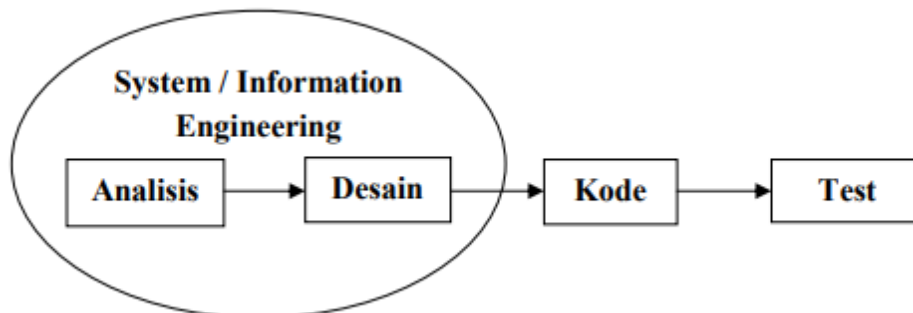 System / Information
Engineering
Analisis
Desain
Kode
Test